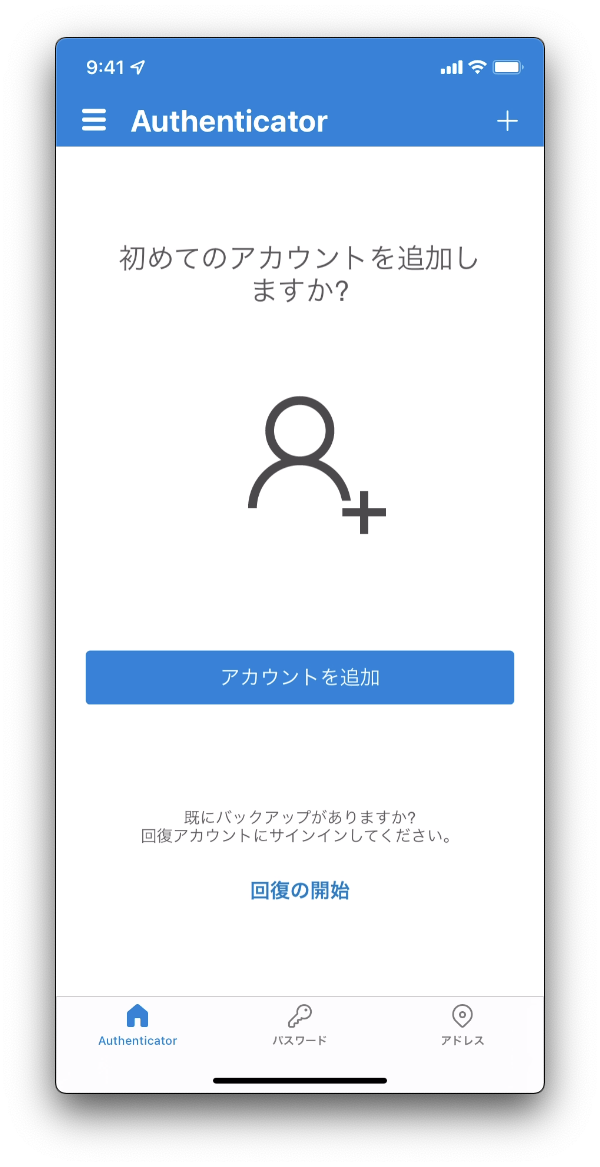 9:41
Authenticator
初めてのアカウントを追加し
ますか?
アカウントを追加
既にバックアップがありますか?
回復アカウントにサインインしてください。
回復の開始
Authenticator
パスワード
アドレス